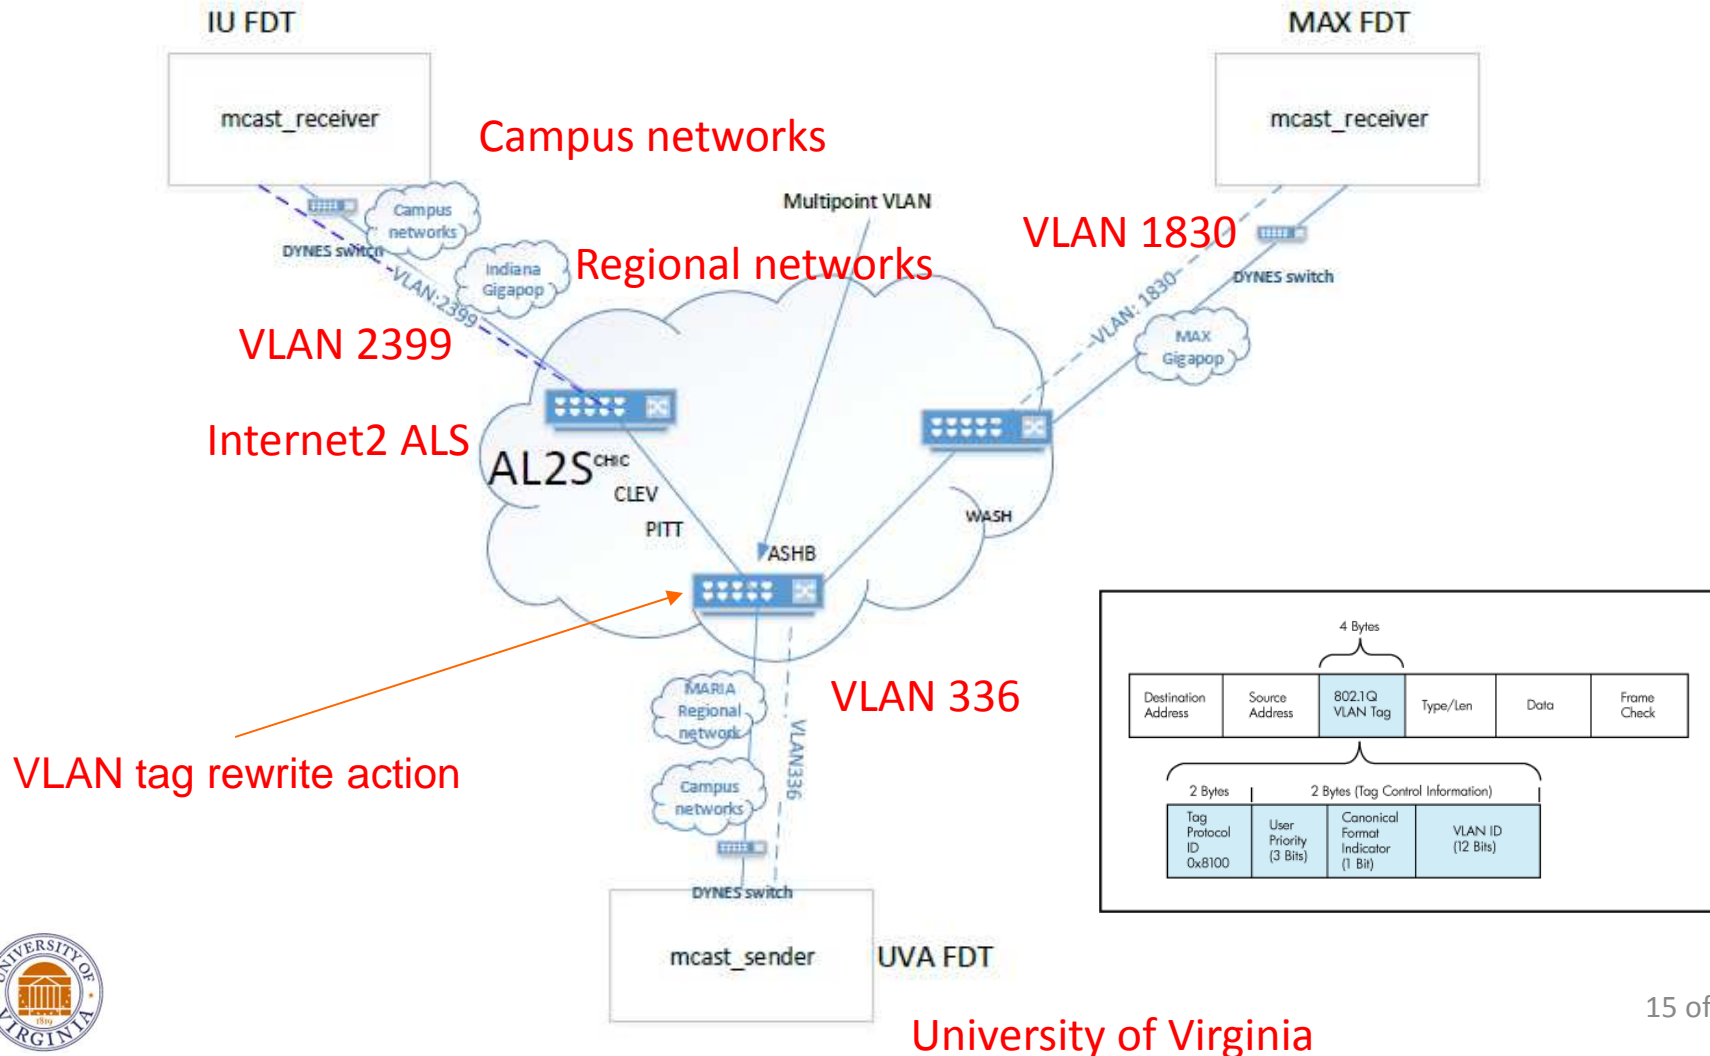 IU FDT
MAX FDT
mcast_receiver
mcast_receiver
Campus networks
Multipoint VLAN
Campus
networks
VLAN 1830
DYNES switch
Regional networks
Indiana
Gigapop
DYNES switch
VLAN:2399
VLAN: 1830
VLAN 2399
MAX
Gigapop
Internet2 ALS
AL2S
CHIC
CLEV
PITT
WASH
ASHB
4 Bytes
MARIA
Regional
network
VLAN 336
Destination
Address
Source
Address
802.1Q
VLAN Tag
Type/Len
Data
Frame
Check
VLAN336
VLAN tag rewrite action
Campus
networks
2 Bytes
2 Bytes (Tag Control Information)
Tag
Protocol
ID
0x8100
User
Priority
(3 Bits)
Canonical
Format
Indicator
(1 Bit)
VLAN ID
(12 Bits)
DYNES switch
mcast_sender
UVA FDT
UNIVERSITY OF
VIRGINIA
1819
15 of
University of Virginia